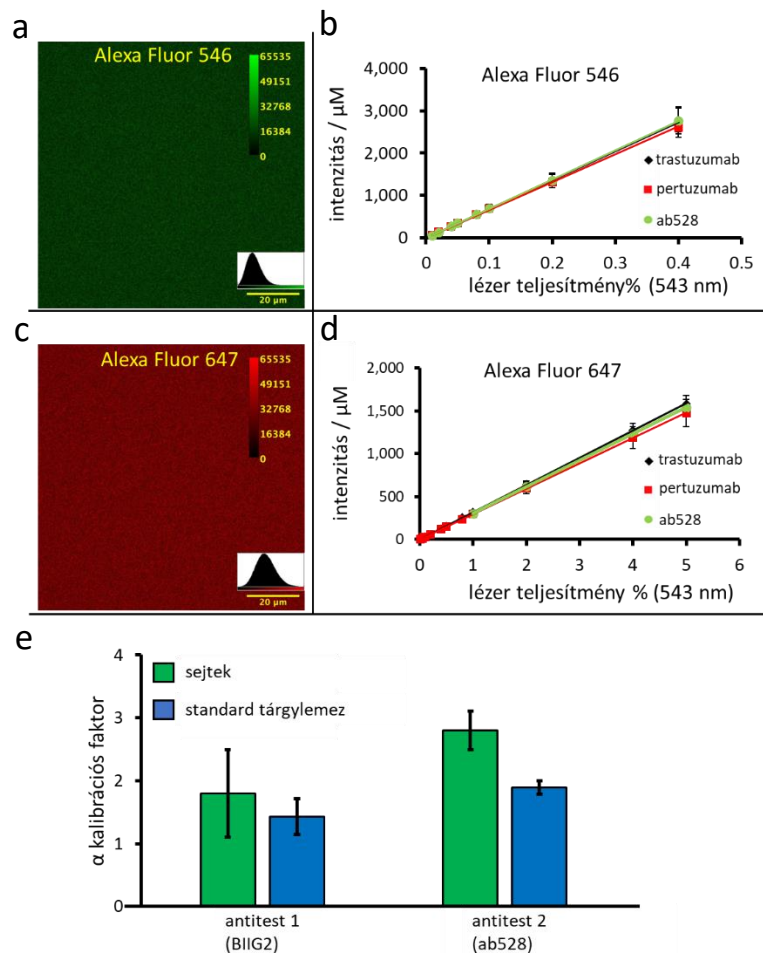 a
Alexa Fluor 546
65535
49151
32768
16384
0
20 µm
b
Alexa Fluor 546
intenzitás / µM
4,000
3,000
2,000
1,000
0
0 0.1 0.2 0.3 0.4 0.5
lézer teljesítmény% (543 nm)
trastuzumab
pertuzumab
ab528
c
Alexa Fluor 647
65535
49151
32768
16384
0
20 µm
d
Alexa Fluor 647
intenzitás / µM
2,000
1,500
1,000
500
0
0 1 2 3 4 5 6
lézer teljesítmény % (543 nm)
trastuzumab
pertuzumab
ab528
e
α kalibrációs faktor
4
3
2
1
0
sejtek
standard tárgylemez
antitest 1
(BIIG2)
antitest 2
(ab528)